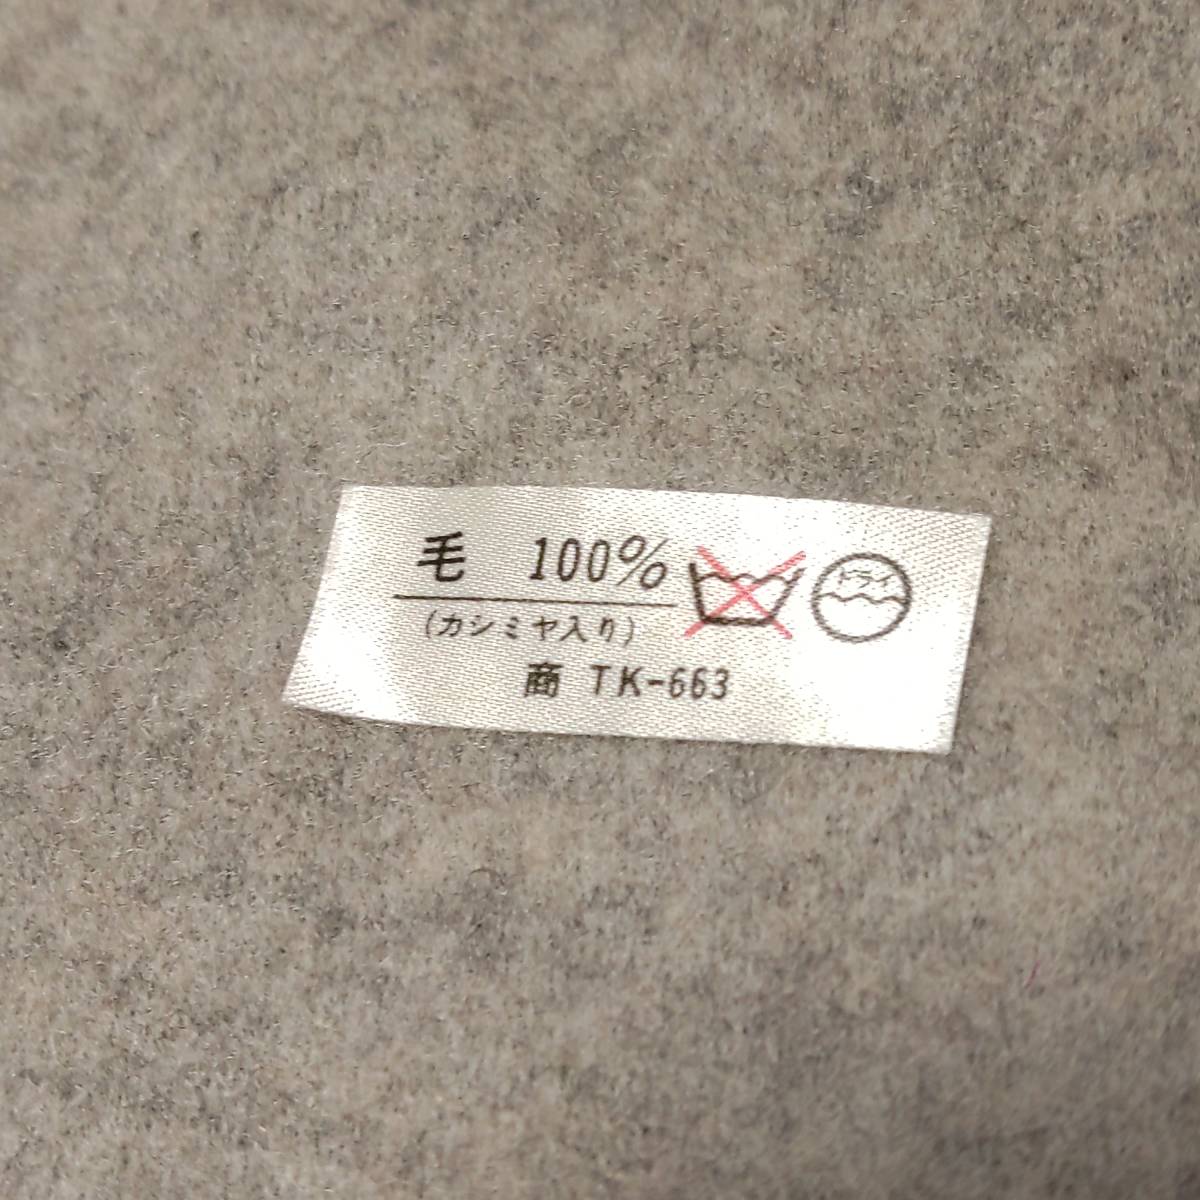 毛 100%
(カシミヤ入り)
商 TK-663
ドライ